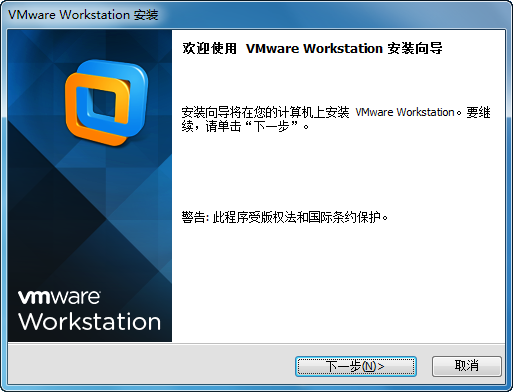 VMware Workstation 安装
欢迎使用 VMware Workstation 安装向导
安装向导将在您的计算机上安装 VMware Workstation。要继
续，请单击“下一步”。
警告: 此程序受版权法和国际条约保护。
vmware
Workstation
下一步(N)>
取消